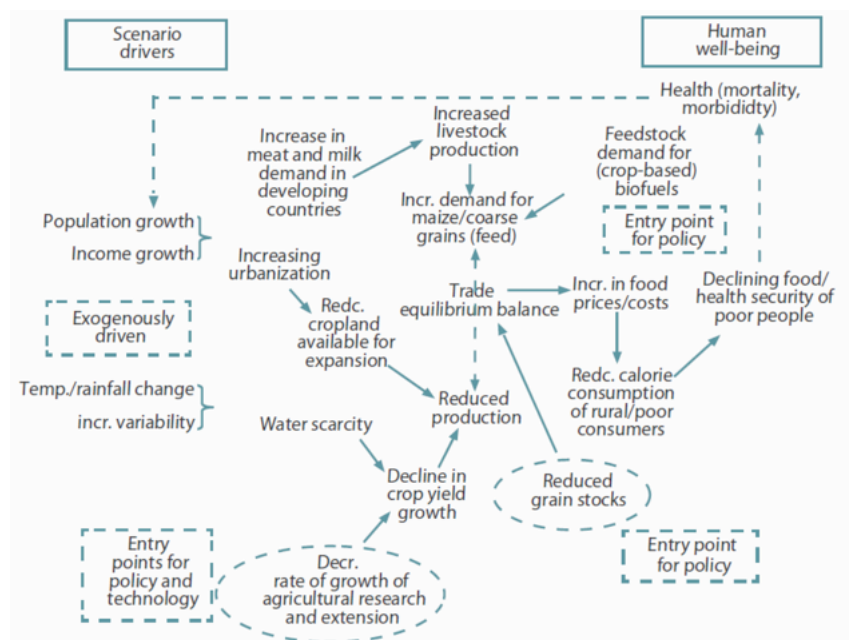 Scenario
drivers
Human
well-being
Health (mortality,
morbididty)
Increased
livestock
production
Increase in
meat and milk
demand in
developing
countries
Feedstock
demand for
(crop-based)
biofuels
Incr. demand for
maize/coarse
grains (feed)
Entry point
for policy
Population growth
Income growth
Increasing
urbanization
Trade
equilibrium balance
Incr. in food
prices/costs
Declining food/
health security of
poor people
Exogenously
driven
Redc.
cropland
available for
expansion
Redc. calorie
consumption
of rural/poor
consumers
Temp./rainfall change
incr. variability
Reduced
production
Water scarcity
Decline in
crop yield
growth
Reduced
grain stocks
Entry
points for
policy and
technology
Decr.
rate of growth of
agricultural research
and extension
Entry point
for policy